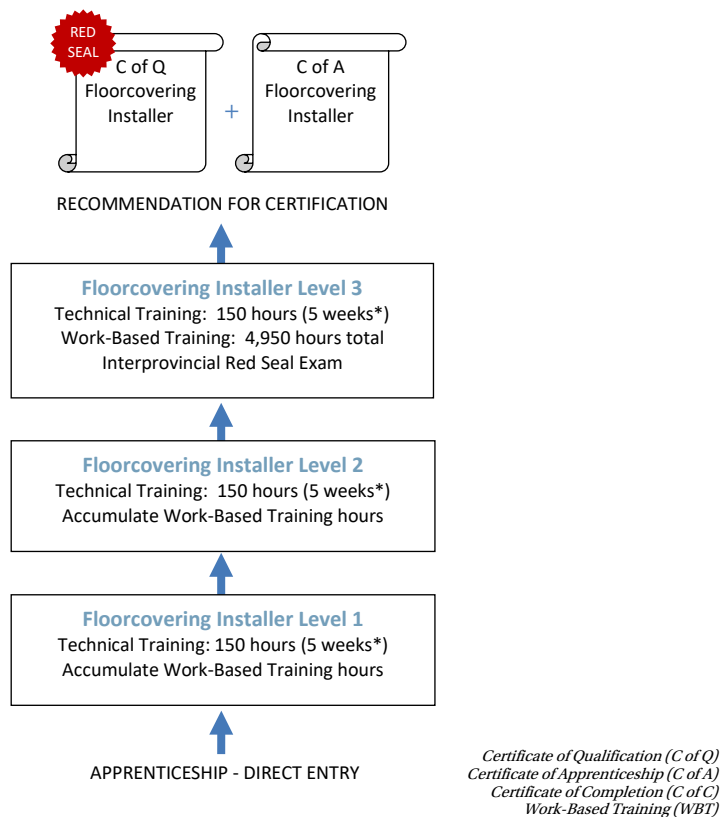 RED
SEAL
C of Q
Floorcovering
Installer
+
C of A
Floorcovering
Installer
RECOMMENDATION FOR CERTIFICATION
Floorcovering Installer Level 3
Technical Training:  150 hours (5 weeks*)
Work-Based Training: 4,950 hours total
Interprovincial Red Seal Exam
Floorcovering Installer Level 2
Technical Training:  150 hours (5 weeks*)
Accumulate Work-Based Training hours
Floorcovering Installer Level 1
Technical Training: 150 hours (5 weeks*)
Accumulate Work-Based Training hours
APPRENTICESHIP - DIRECT ENTRY
Certificate of Qualification (C of Q)
Certificate of Apprenticeship (C of A)
Certificate of Completion (C of C)
Work-Based Training (WBT)